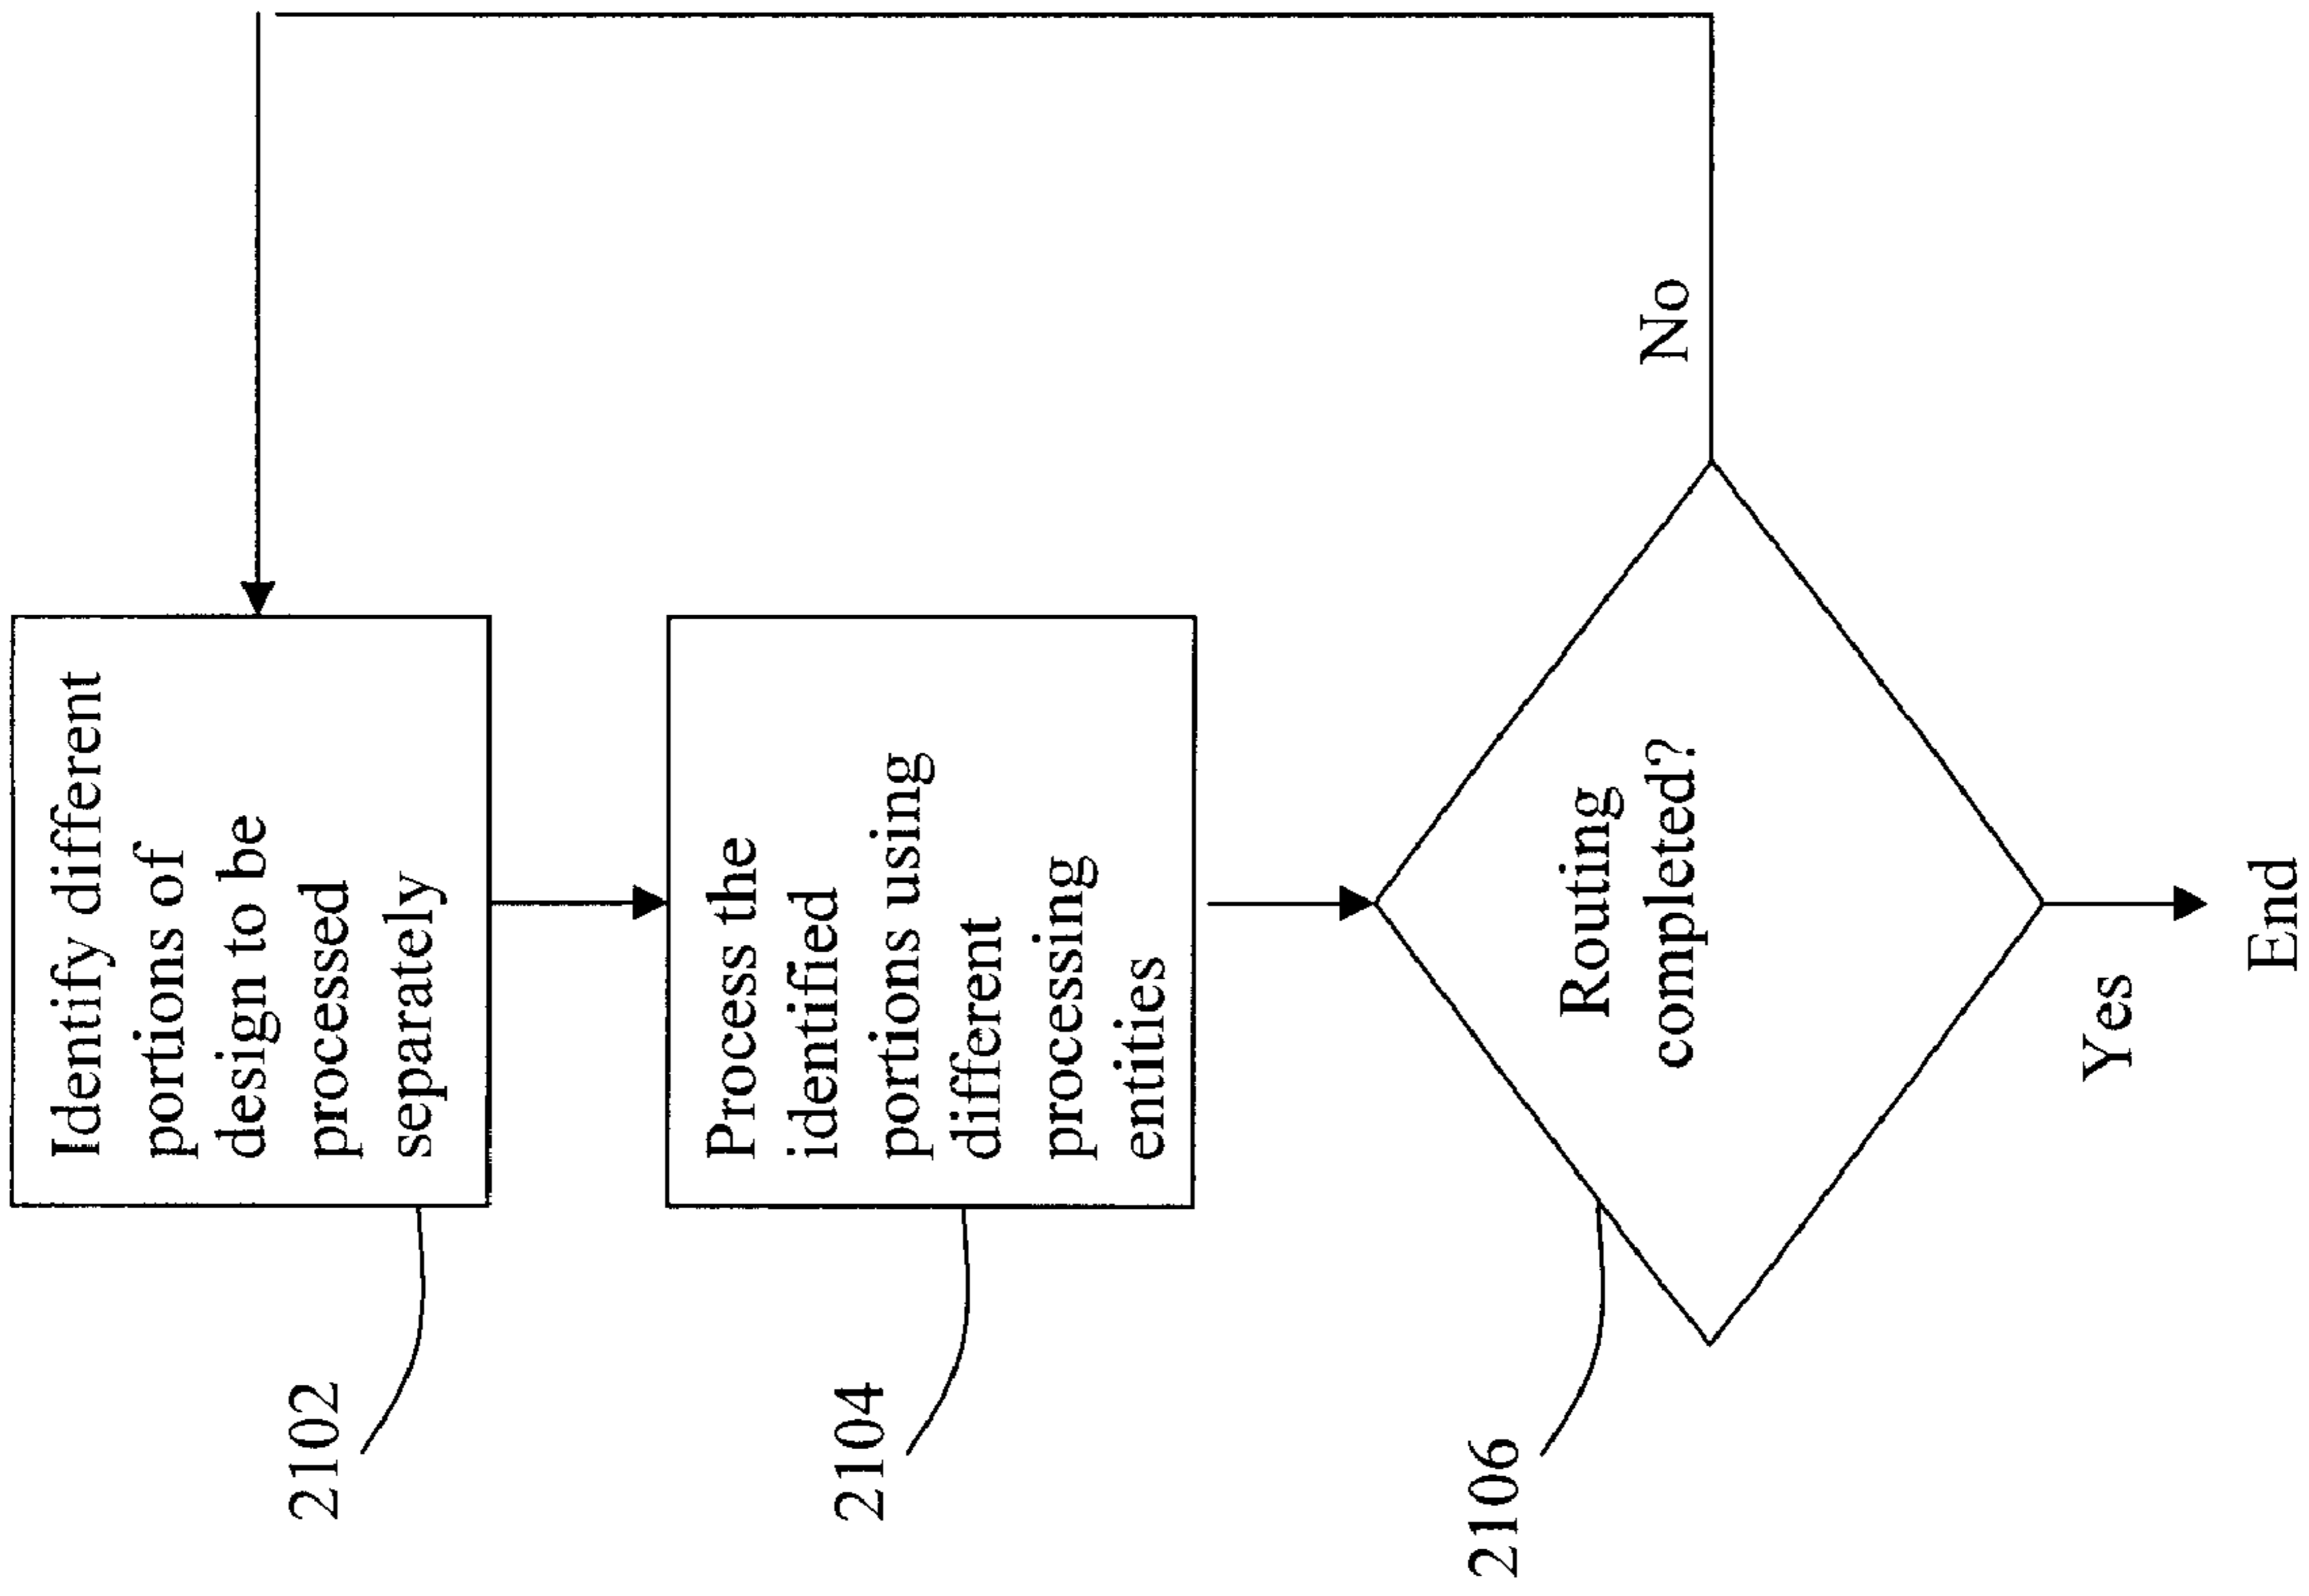 2102
Identify different
portions of
design to be
processed
separately
2104
Process the
identified
portions using
different
processing
entities
2106
Routing
completed?
No
Yes
End